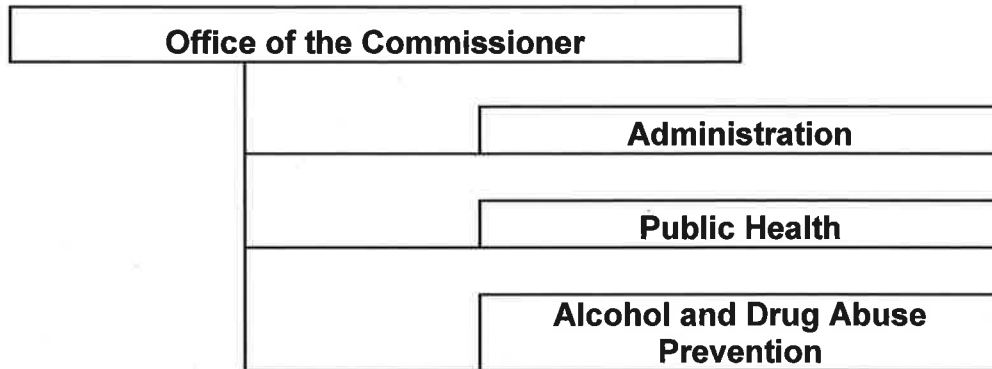 Office of the Commissioner
Administration
Public Health
Alcohol and Drug Abuse
Prevention